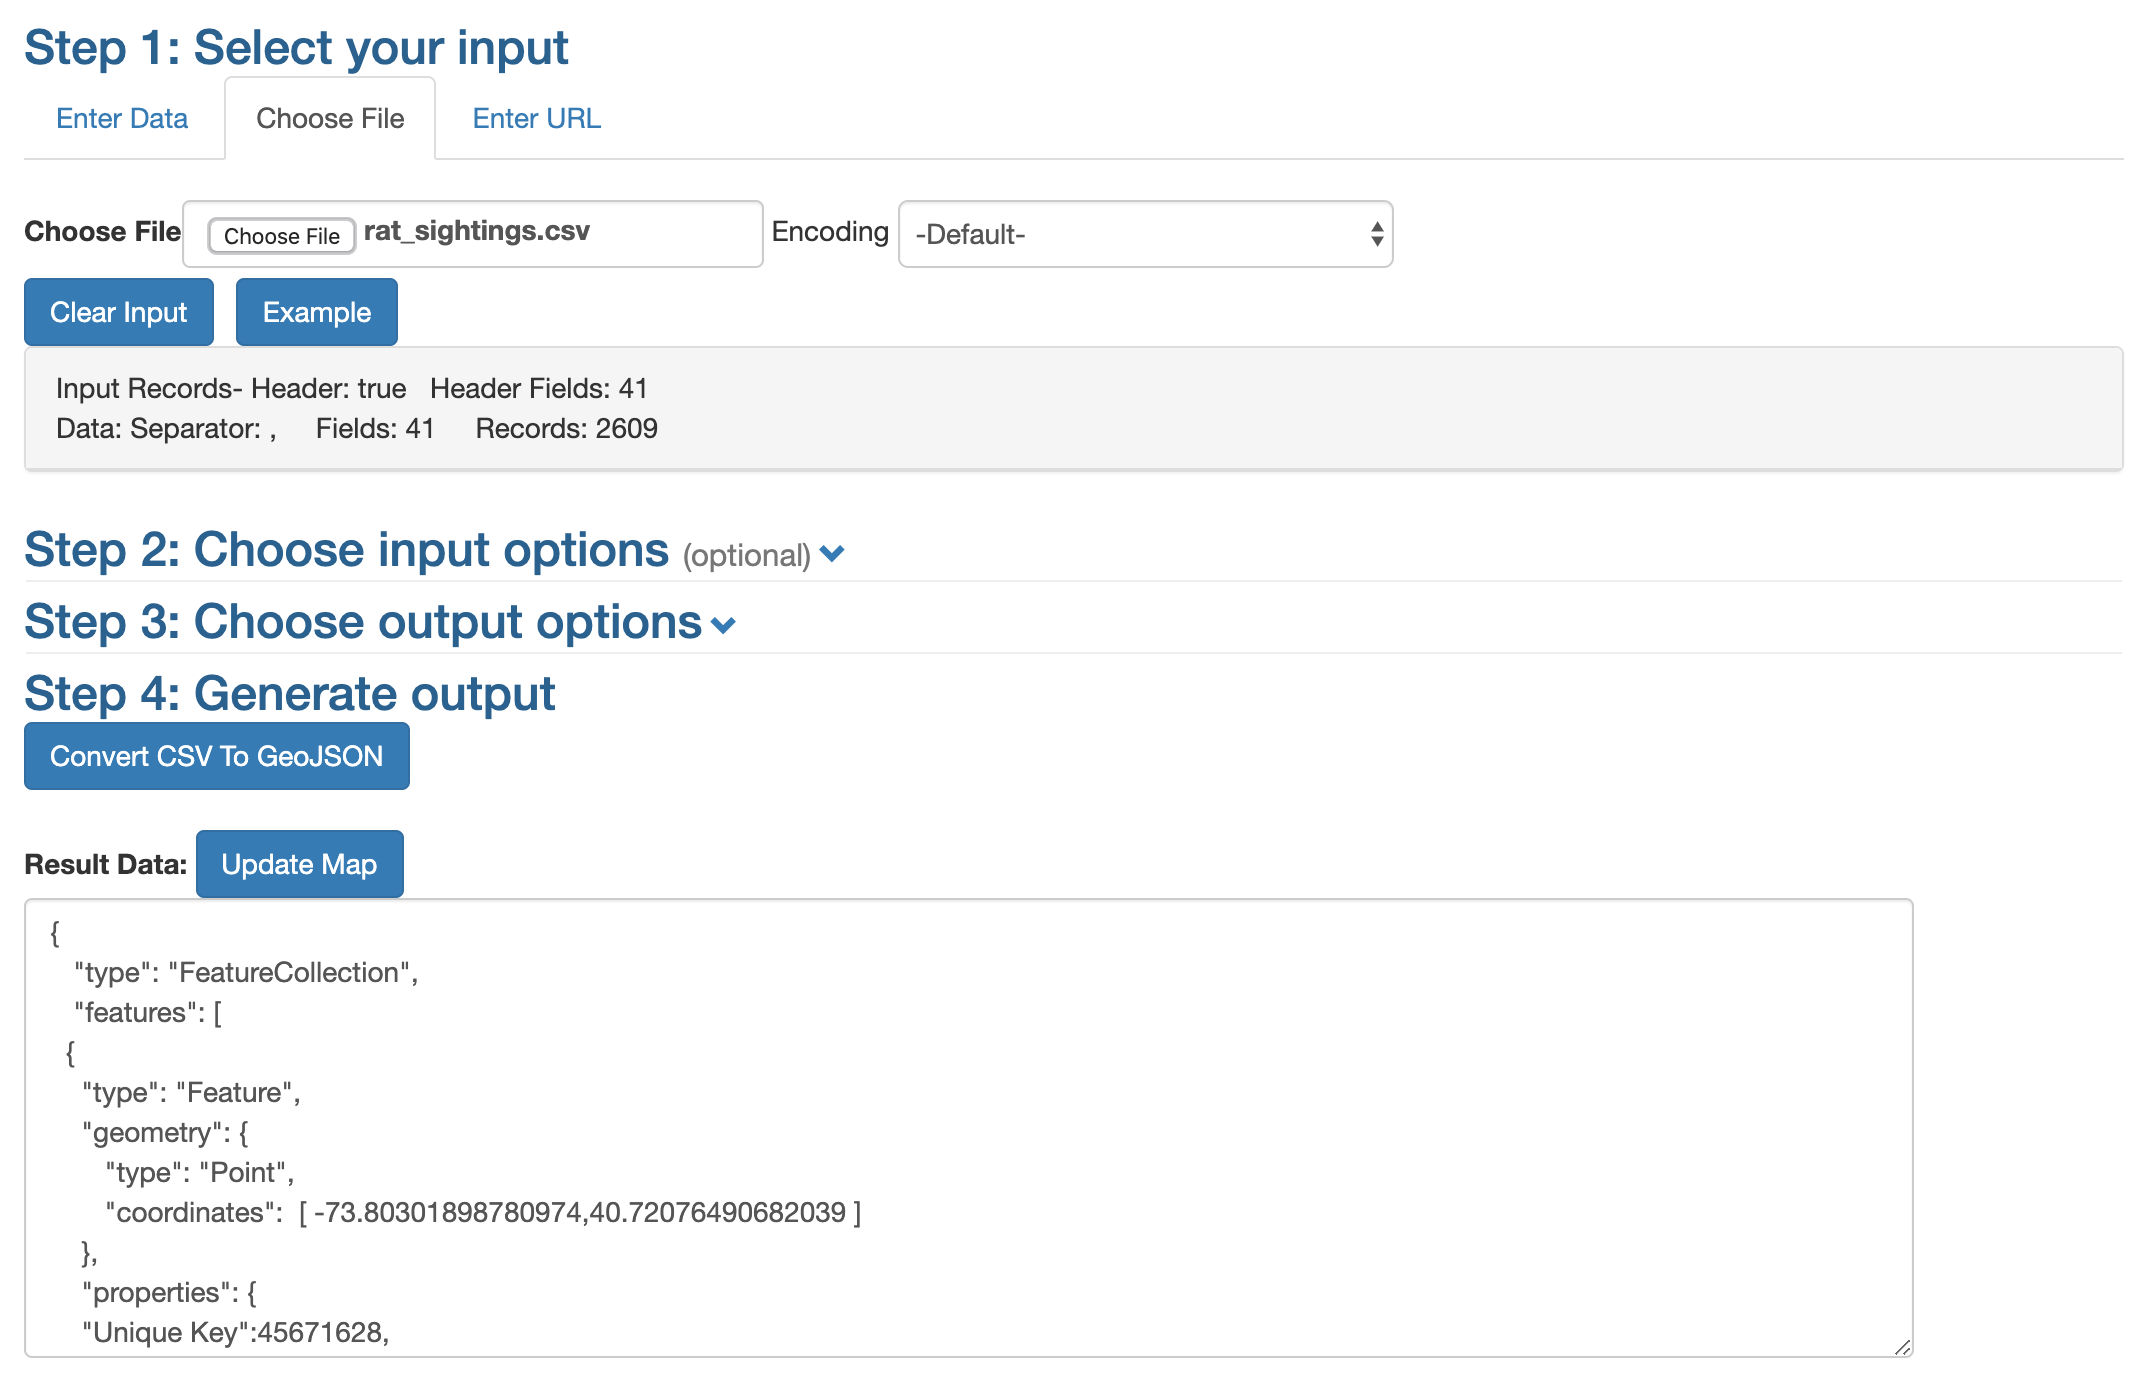 Step 1: Select your input
Enter Data Choose File Enter URL
Choose File Choose File rat_sightings.csv Encoding -Default-
Clear Input Example
Input Records- Header: true Header Fields: 41
Data: Separator: , Fields: 41 Records: 2609
Step 2: Choose input options (optional)
Step 3: Choose output options
Step 4: Generate output
Convert CSV To GeoJSON
Result Data: Update Map
{
"type": "FeatureCollection",
"features": [
{
"type": "Feature",
"geometry": {
"type": "Point",
"coordinates": [ -73.80301898780974,40.72076490682039 ]
},
"properties": {
"Unique Key":45671628,